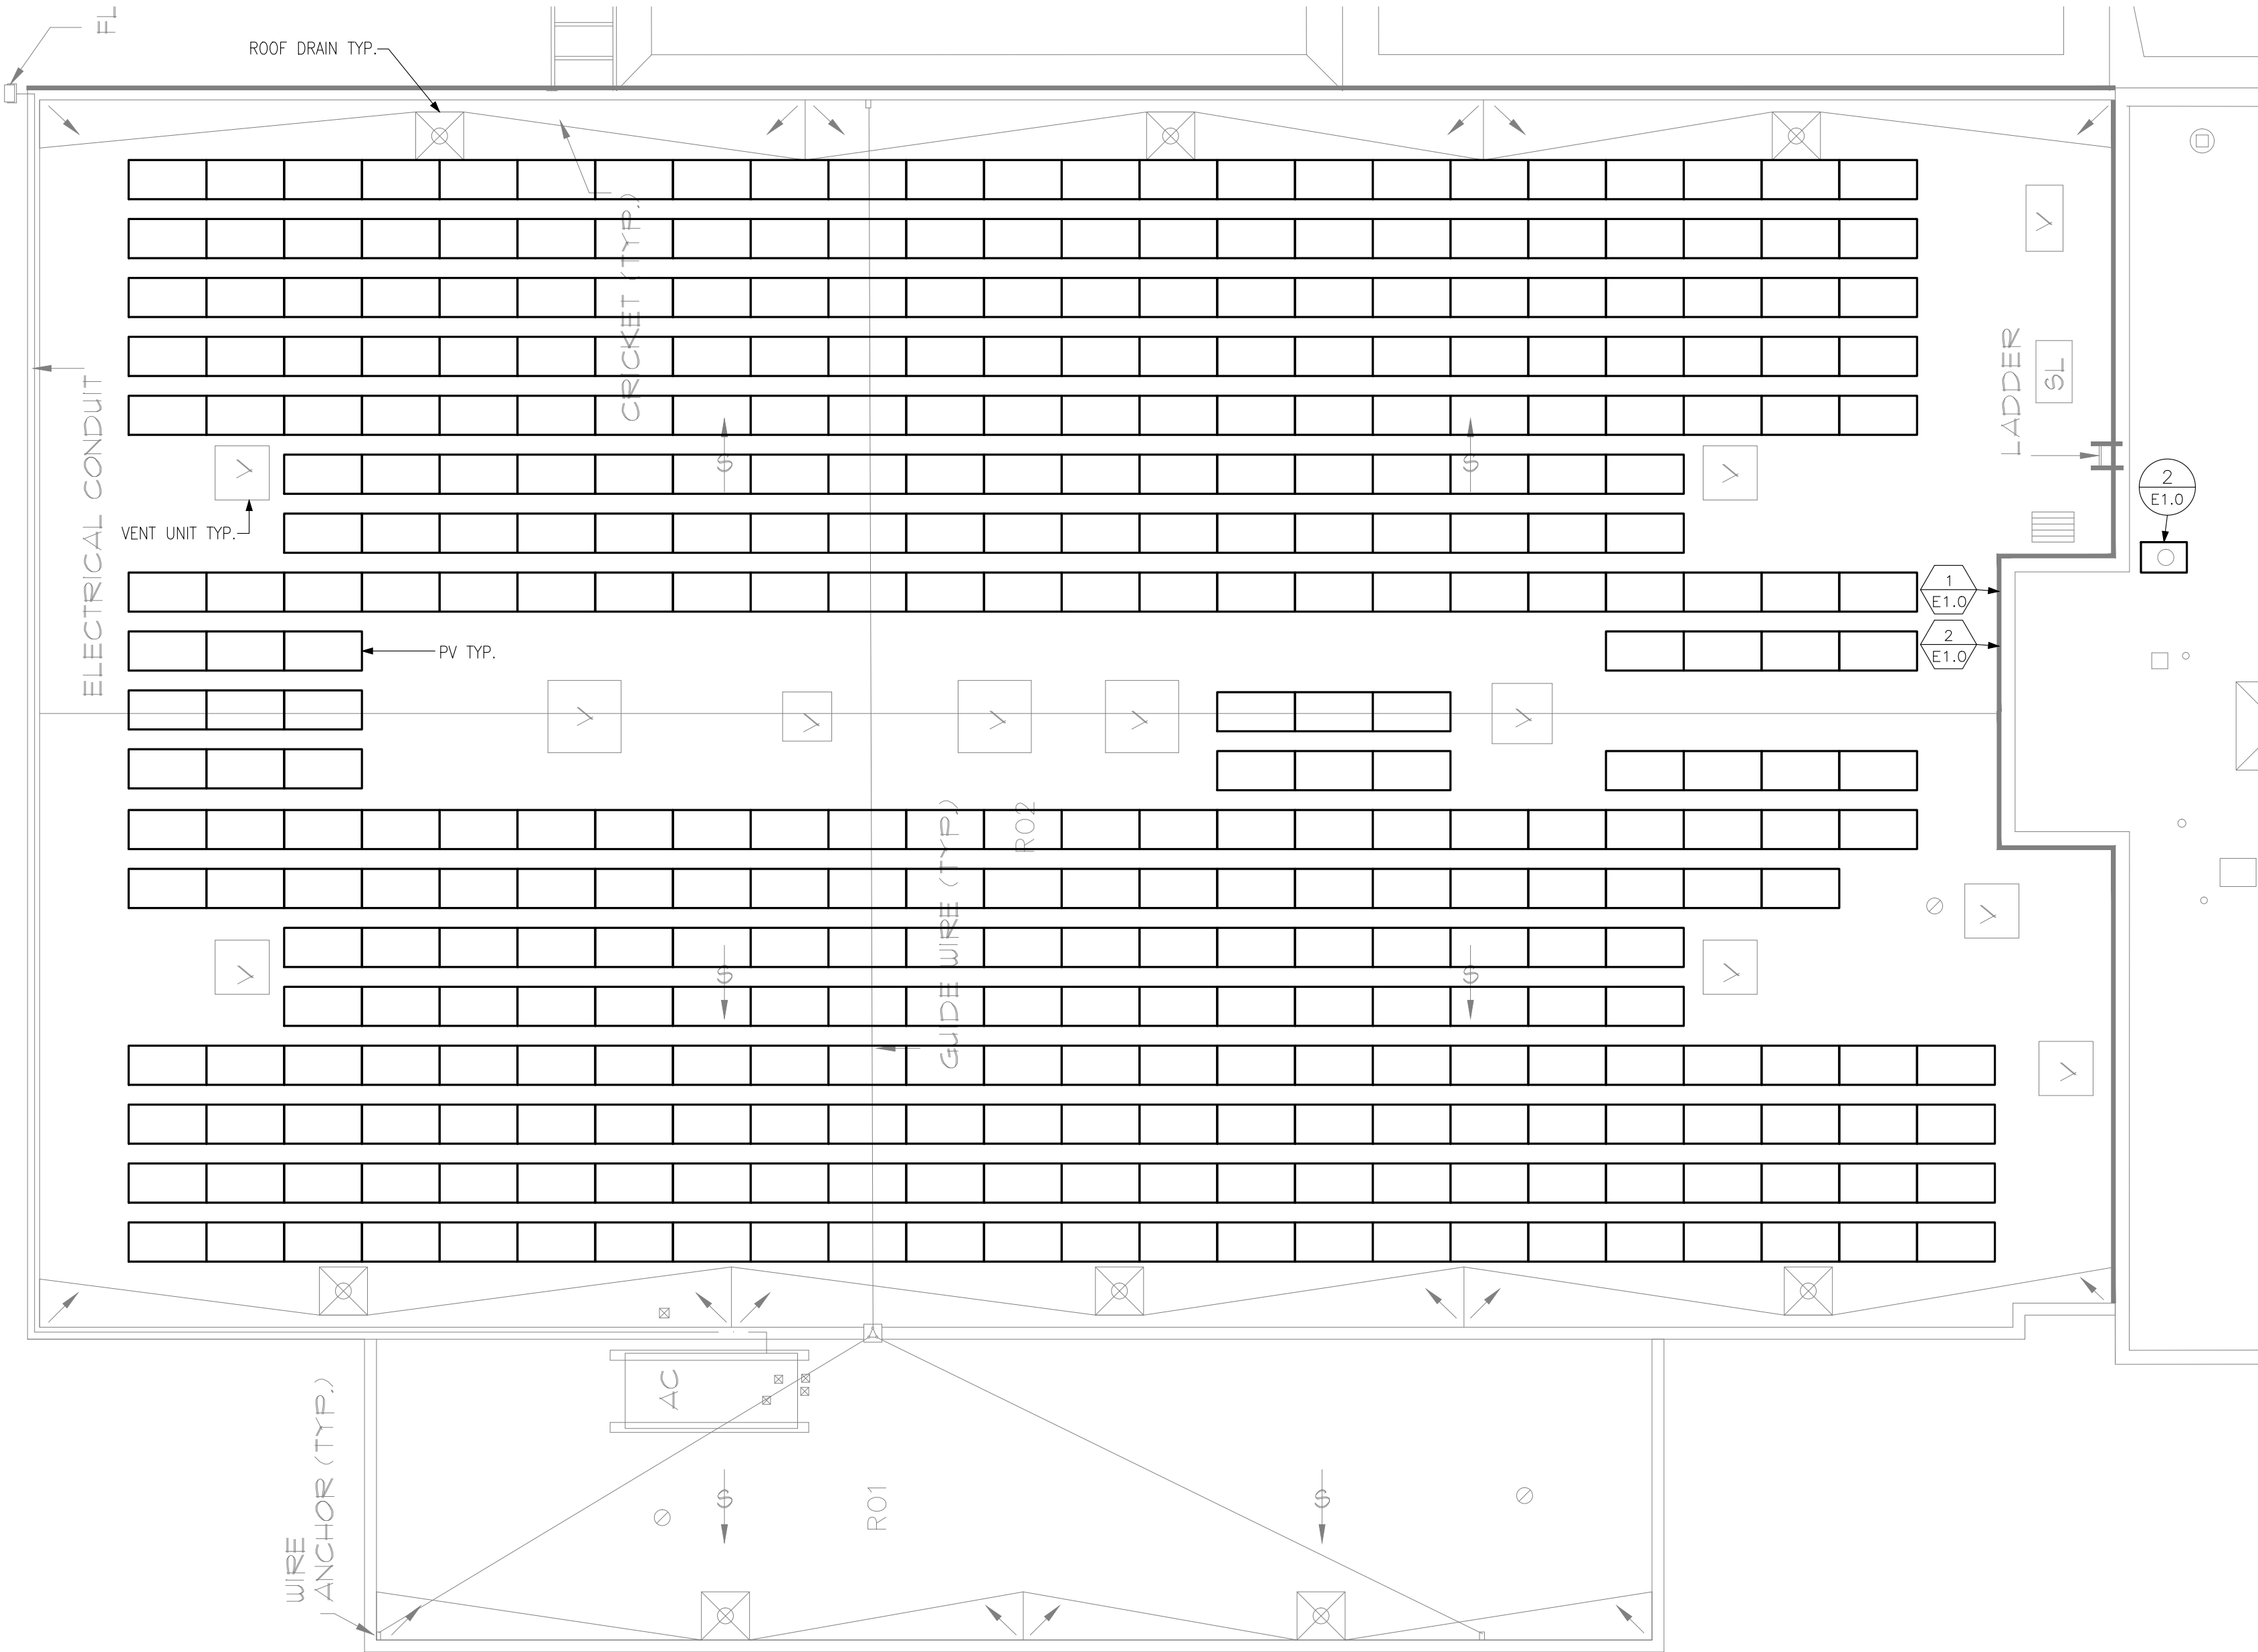 FL
ROOF DRAIN TYP.
CRICKET (TYP.)
V
LADDER
SL
ELECTRICAL CONDUIT
V
S
S
V
2
E1.0
VENT UNIT TYP.
1
E1.0
2
E1.0
PV TYP.
V
V
V
V
V
GUIDE WIRE (TYP.)
R02
V
V
S
S
V
V
AC
WIRE
ANCHOR (TYP.)
S
R01
S